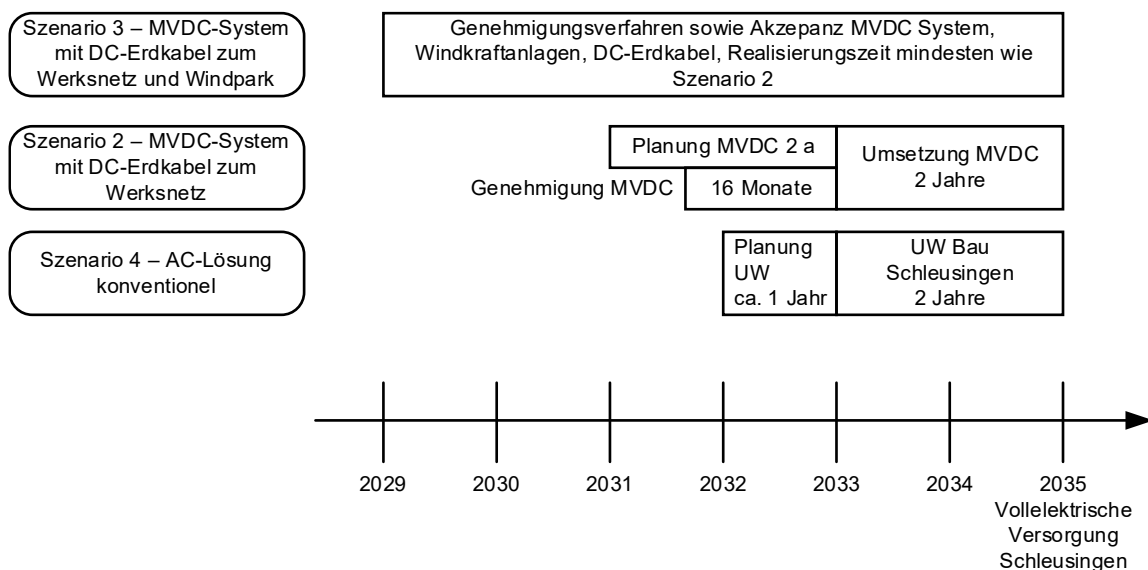 Szenario 3 – MVDC-System
mit DC-Erdkabel zum
Werksnetz und Windpark
Genehmigungsverfahren sowie Akzepanz MVDC System,
Windkraftanlagen, DC-Erdkabel, Realisierungszeit mindesten wie
Szenario 2
Szenario 2 – MVDC-System
mit DC-Erdkabel zum
Werksnetz
Planung MVDC 2 a
Genehmigung MVDC
16 Monate
Umsetzung MVDC
2 Jahre
Szenario 4 – AC-Lösung
konventionel
Planung
UW
ca. 1 Jahr
UW Bau
Schleusingen
2 Jahre
2029
2030
2031
2032
2033
2034
2035
Vollelektrische
Versorgung
Schleusingen